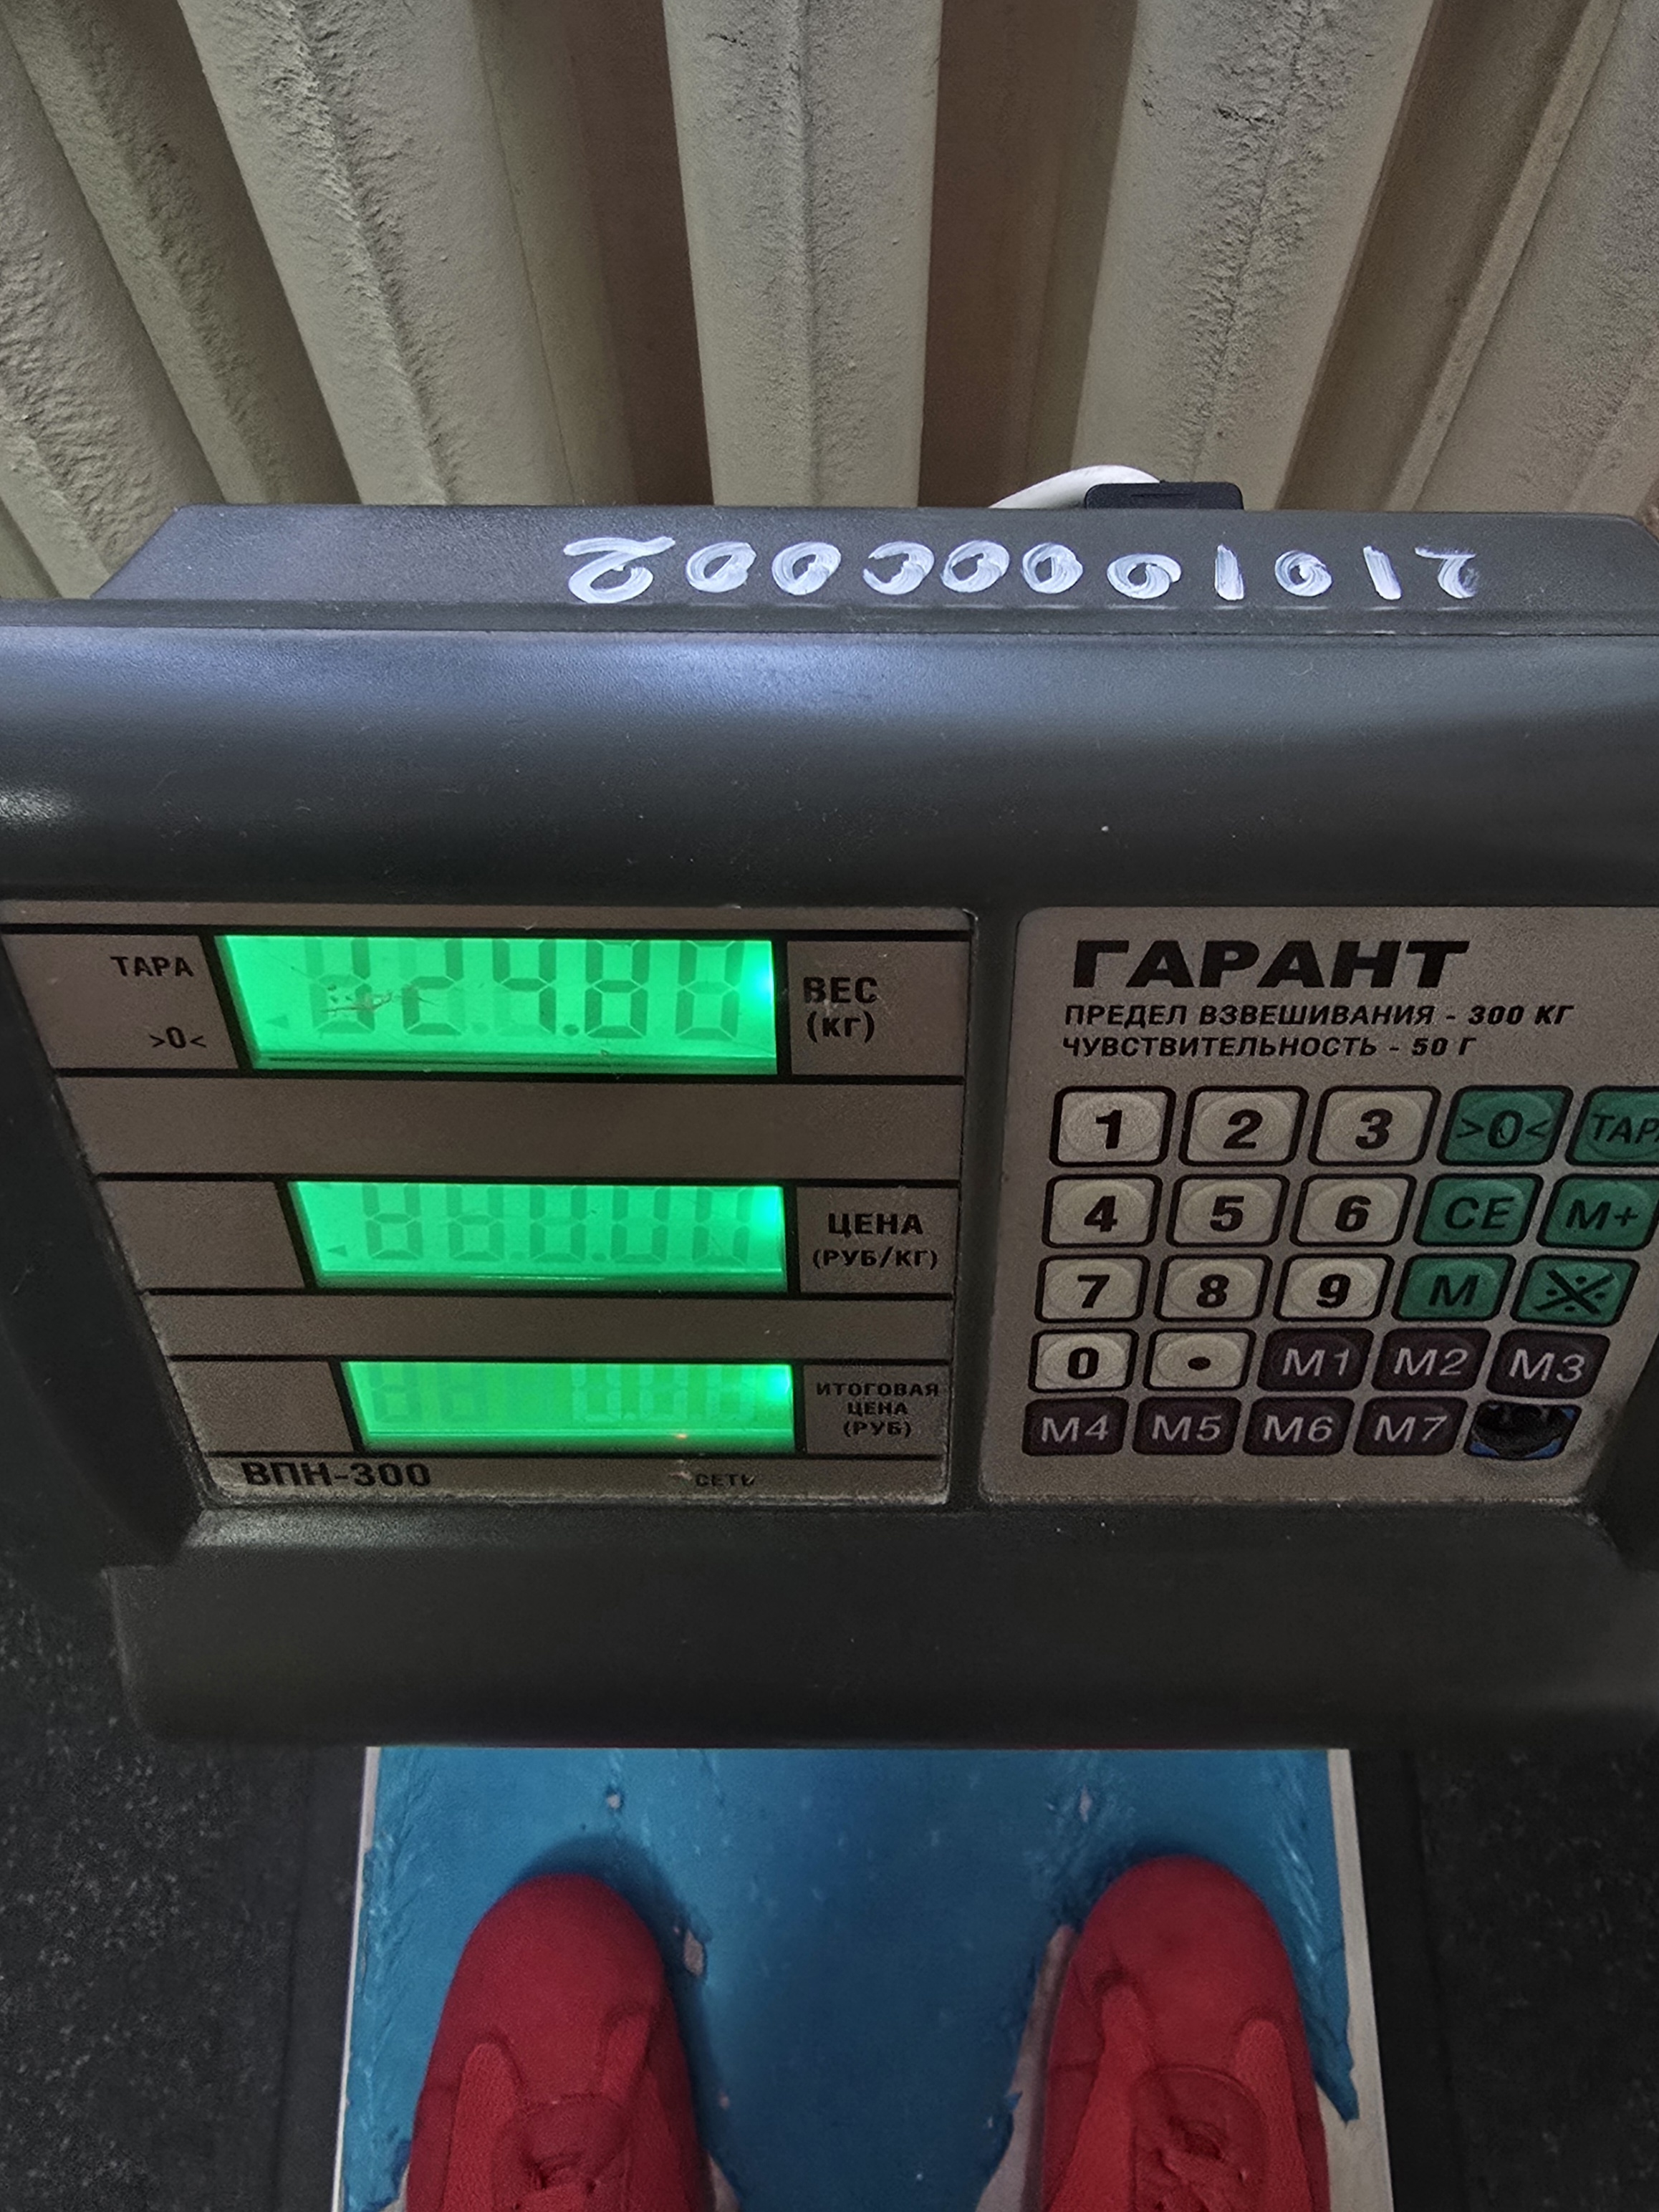 21010000002
ТАРА
>0<
ВЕС
(кг)
ЦЕНА
(РУБ/КГ)
ИТОГОВАЯ
ЦЕНА
(РУБ)
ВПН-300
СЕТЬ
ГАРАНТ
ПРЕДЕЛ ВЗВЕШИВАНИЯ - 300 КГ
ЧУВСТВИТЕЛЬНОСТЬ - 50 Г
1 2 3 >0<
4 5 6 CE M+
7 8 9 M
0 • M1 M2 M3
M4 M5 M6 M7